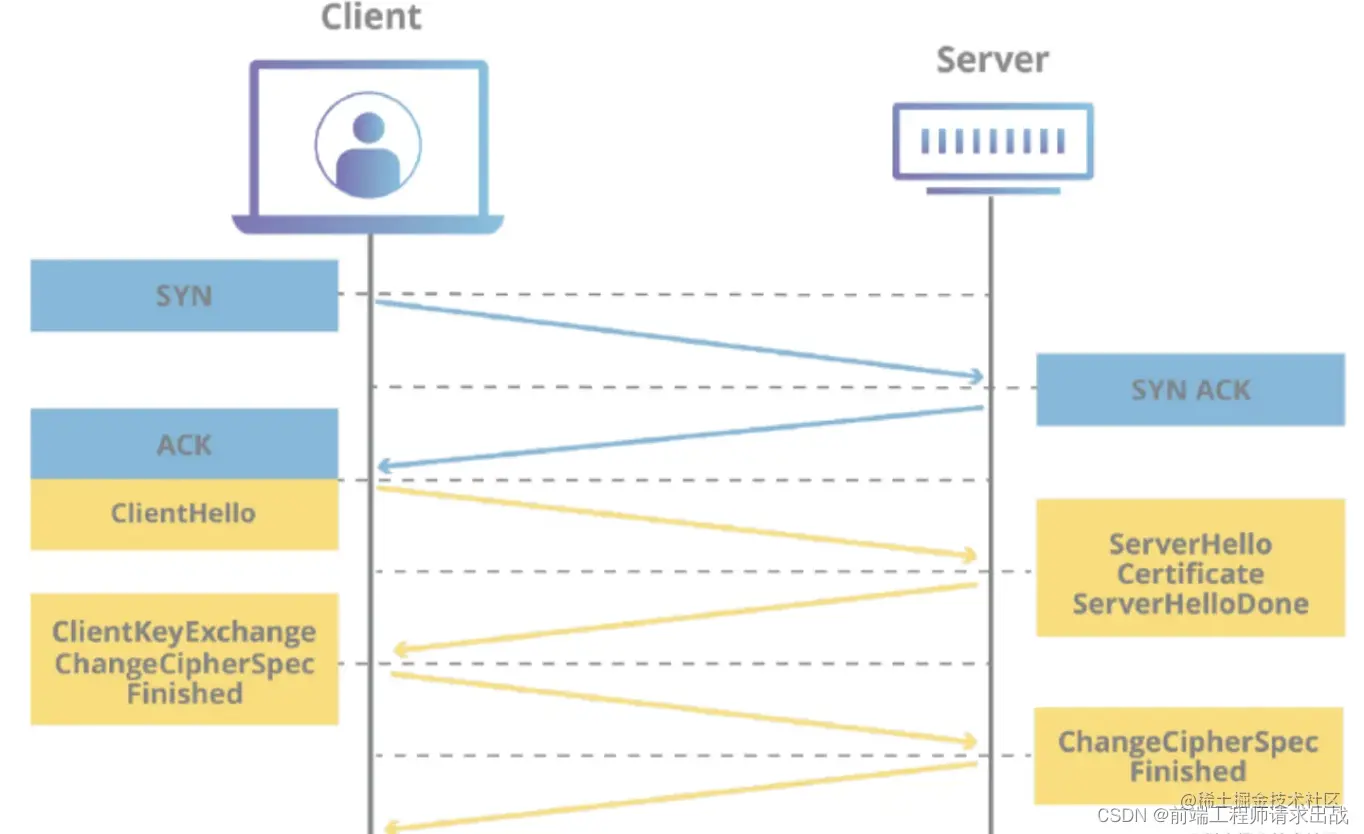 Client
Server
SYN
SYN ACK
ACK
ClientHello
ServerHello
Certificate
ServerHelloDone
ClientKeyExchange
ChangeCipherSpec
Finished
ChangeCipherSpec
Finished
@稀土掘金技术社区
CSDN @前端工程师请求出战